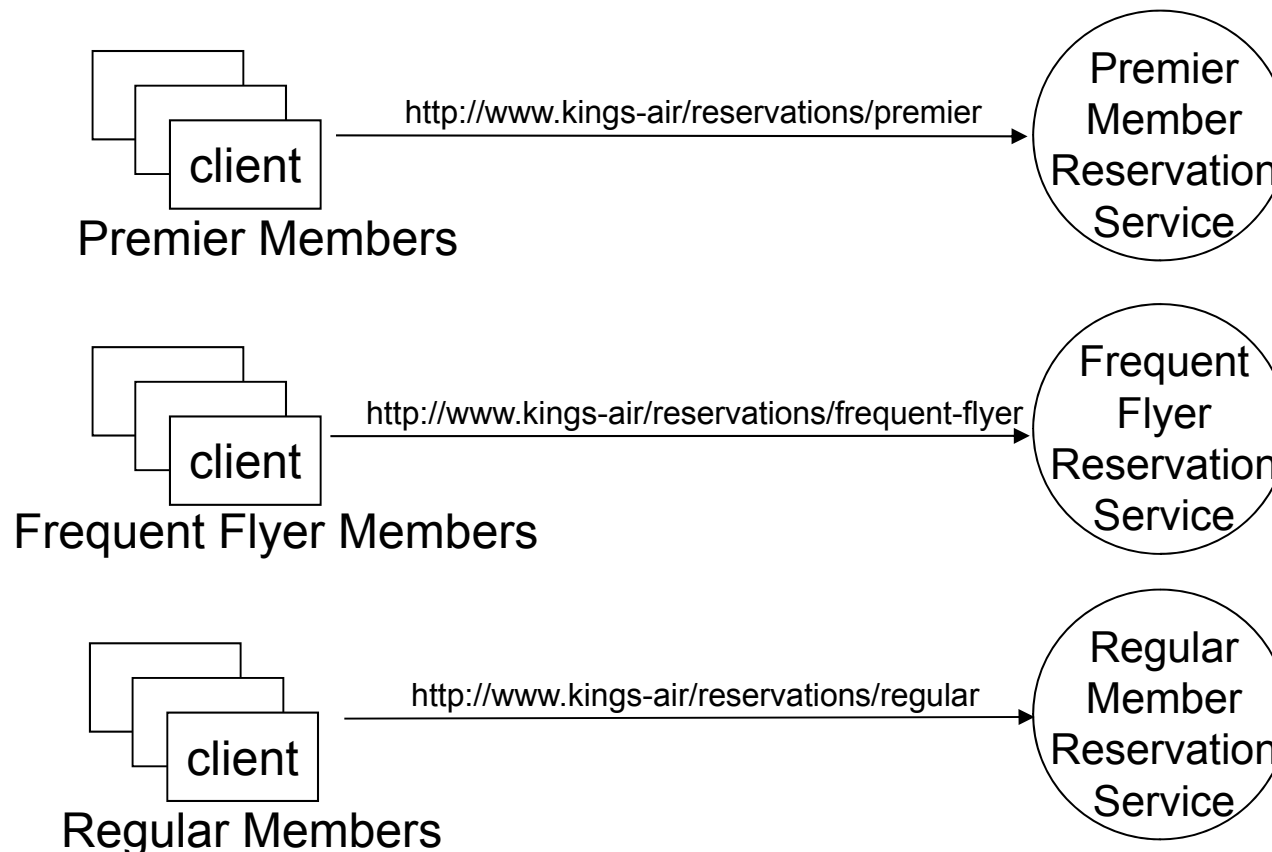 client
http://www.kings-air/reservations/premier
Premier
Member
Reservation
Service
Premier Members
client
http://www.kings-air/reservations/frequent-flyer
Frequent
Flyer
Reservation
Service
Frequent Flyer Members
client
http://www.kings-air/reservations/regular
Regular
Member
Reservation
Service
Regular Members